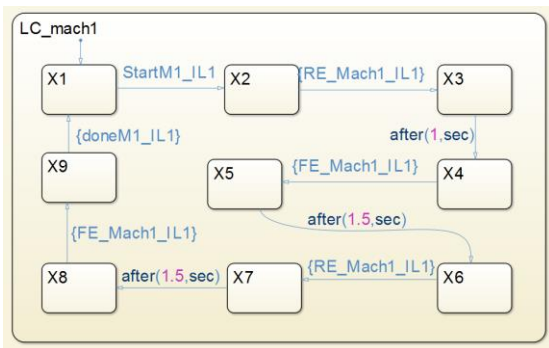 LC_mach1
X1
StartM1_IL1
X2
{RE_Mach1_IL1}
X3
after(1,sec)
{doneM1_IL1}
X9
X5
{FE_Mach1_IL1}
X4
after(1.5,sec)
{FE_Mach1_IL1}
X8
after(1.5,sec)
X7
{RE_Mach1_IL1}
X6